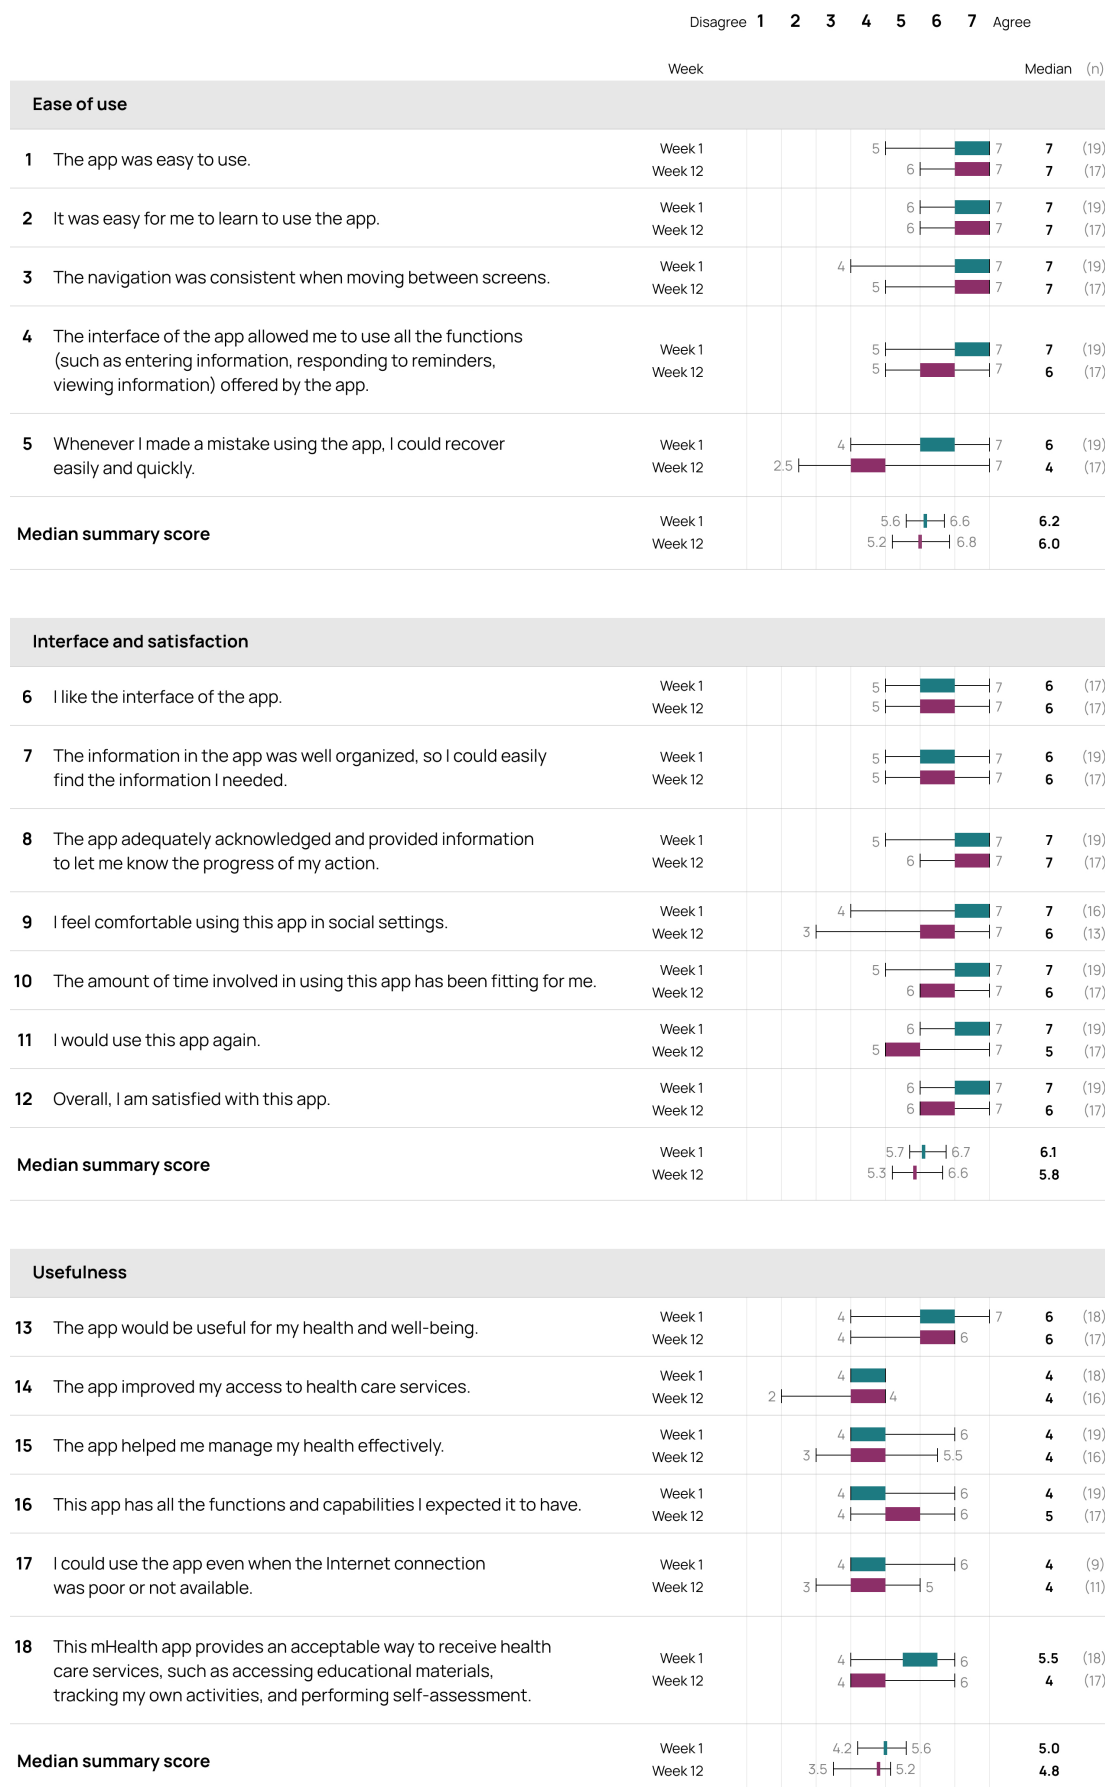 Disagree 1 2 3 4 5 6 7 Agree
Week Median (n)
Ease of use
1 The app was easy to use.
Week 1 5 7 7 (19)
Week 12 6 7 7 (17)
2 It was easy for me to learn to use the app.
Week 1 6 7 7 (19)
Week 12 6 7 7 (17)
3 The navigation was consistent when moving between screens.
Week 1 4 7 7 (19)
Week 12 5 7 7 (17)
4 The interface of the app allowed me to use all the functions
(such as entering information, responding to reminders,
viewing information) offered by the app.
Week 1 5 7 7 (19)
Week 12 5 7 6 (17)
5 Whenever I made a mistake using the app, I could recover
easily and quickly.
Week 1 4 7 6 (19)
Week 12 2.5 7 4 (17)
Median summary score
Week 1 5.6 6.6 6.2
Week 12 5.2 6.8 6.0
Interface and satisfaction
6 I like the interface of the app.
Week 1 5 7 6 (17)
Week 12 5 7 6 (17)
7 The information in the app was well organized, so I could easily
find the information I needed.
Week 1 5 7 6 (19)
Week 12 5 7 6 (17)
8 The app adequately acknowledged and provided information
to let me know the progress of my action.
Week 1 5 7 7 (19)
Week 12 6 7 7 (17)
9 I feel comfortable using this app in social settings.
Week 1 4 7 7 (16)
Week 12 3 7 6 (13)
10 The amount of time involved in using this app has been fitting for me.
Week 1 5 7 7 (19)
Week 12 6 7 6 (17)
11 I would use this app again.
Week 1 6 7 7 (19)
Week 12 5 7 5 (17)
12 Overall, I am satisfied with this app.
Week 1 6 7 7 (19)
Week 12 6 7 6 (17)
Median summary score
Week 1 5.7 6.7 6.1
Week 12 5.3 6.6 5.8
Usefulness
13 The app would be useful for my health and well-being.
Week 1 4 7 6 (18)
Week 12 4 6 6 (17)
14 The app improved my access to health care services.
Week 1 4 4 (18)
Week 12 2 4 4 (16)
15 The app helped me manage my health effectively.
Week 1 4 6 4 (19)
Week 12 3 5.5 4 (16)
16 This app has all the functions and capabilities I expected it to have.
Week 1 4 6 4 (19)
Week 12 4 6 5 (17)
17 I could use the app even when the Internet connection
was poor or not available.
Week 1 4 6 4 (9)
Week 12 3 5 4 (11)
18 This mHealth app provides an acceptable way to receive health
care services, such as accessing educational materials,
tracking my own activities, and performing self-assessment.
Week 1 4 6 5.5 (18)
Week 12 4 6 4 (17)
Median summary score
Week 1 4.2 5.6 5.0
Week 12 3.5 5.2 4.8